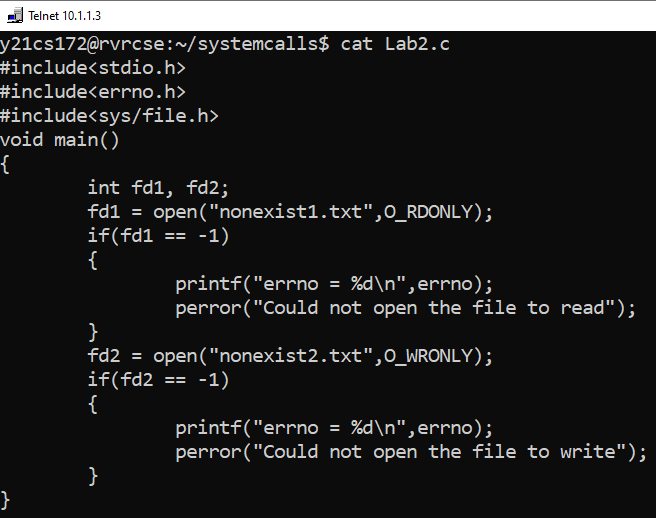 Telnet 10.1.1.3
y21cs172@rvrcse:~/systemcalls$ cat Lab2.c
#include<stdio.h>
#include<errno.h>
#include<sys/file.h>
void main()
{
        int fd1, fd2;
        fd1 = open("nonexist1.txt",O_RDONLY);
        if(fd1 == -1)
        {
                printf("errno = %d\n",errno);
                perror("Could not open the file to read");
        }
        fd2 = open("nonexist2.txt",O_WRONLY);
        if(fd2 == -1)
        {
                printf("errno = %d\n",errno);
                perror("Could not open the file to write");
        }
}